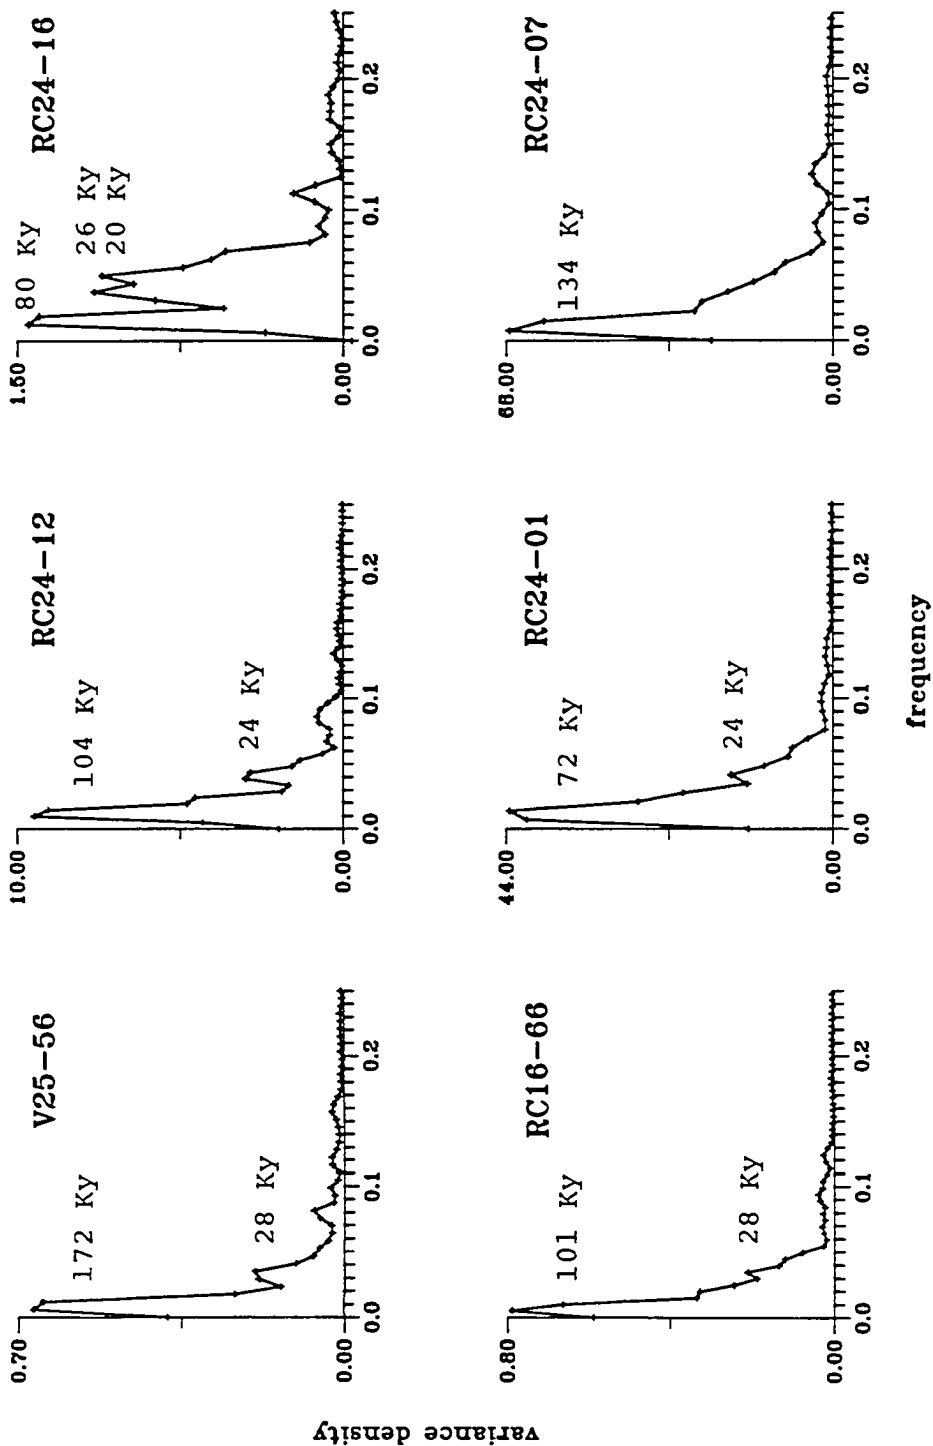 variance density
V25-56
0.70
172 Ky
28 Ky
0.00
0.0 0.1 0.2
RC24-12
10.00
104 Ky
24 Ky
0.00
0.0 0.1 0.2
RC24-16
1.50
80 Ky
26 Ky
20 Ky
0.00
0.0 0.1 0.2
RC16-66
0.80
101 Ky
28 Ky
0.00
0.0 0.1 0.2
RC24-01
44.00
72 Ky
24 Ky
0.00
0.0 0.1 0.2
RC24-07
68.00
134 Ky
0.00
0.0 0.1 0.2
frequency